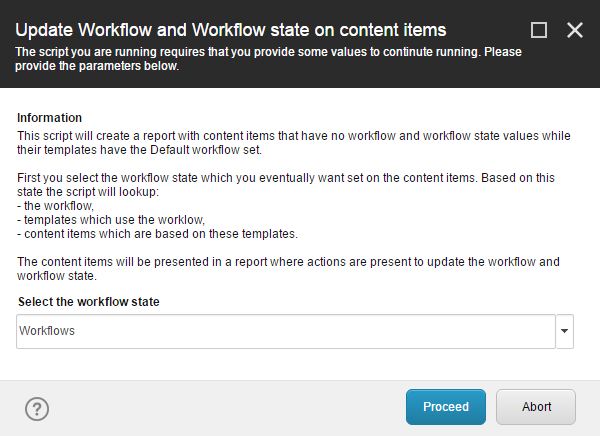 Update Workflow and Workflow state on content items
The script you are running requires that you provide some values to continute running. Please
provide the parameters below.
Information
This script will create a report with content items that have no workflow and workflow state values while
their templates have the Default workflow set.
First you select the workflow state which you eventually want set on the content items. Based on this
state the script will lookup:
- the workflow,
- templates which use the worklow,
- content items which are based on these templates.
The content items will be presented in a report where actions are present to update the workflow and
workflow state.
Select the workflow state
Workflows
?
Proceed
Abort